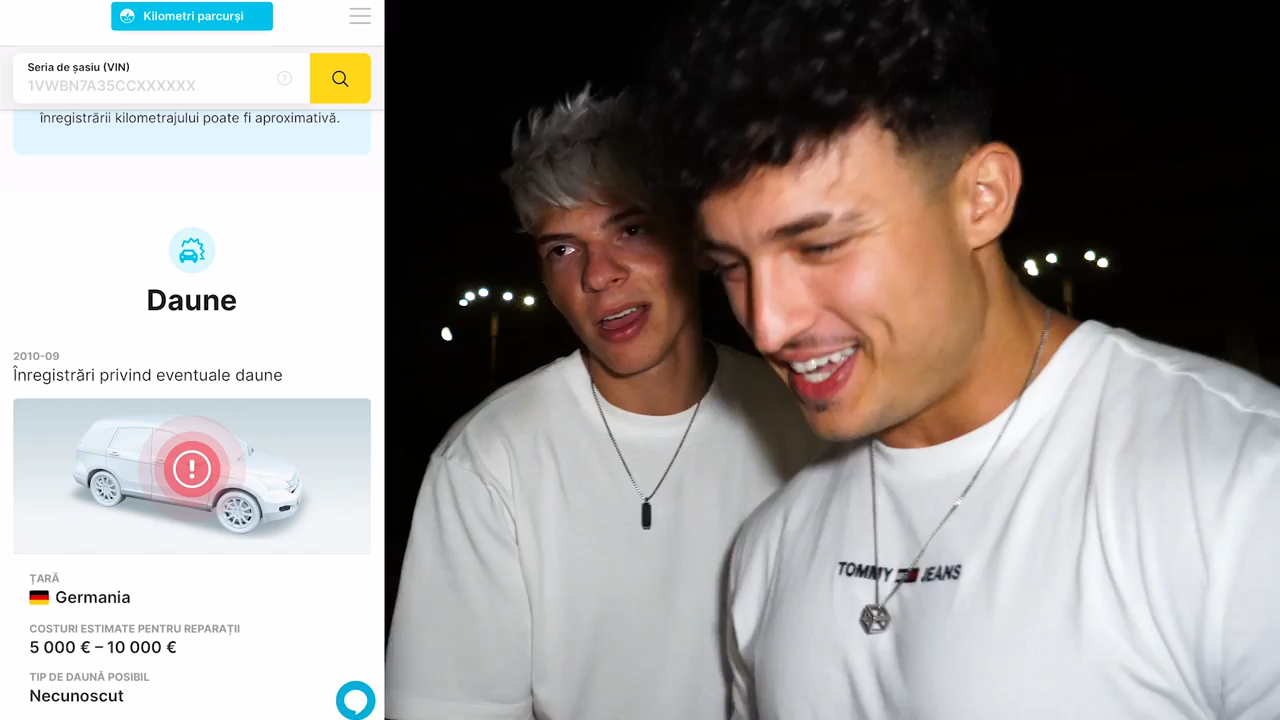 Kilometri parcurși
Seria de șasiu (VIN)
1VWBN7A35CCXXXXXX
?
înregistrării kilometrajului poate fi aproximativă.
Daune
2010-09
Înregistrări privind eventuale daune
!
ȚARĂ
Germania
COSTURI ESTIMATE PENTRU REPARAȚII
5 000 € – 10 000 €
TIP DE DAUNĂ POSIBIL
Necunoscut
TOMMY JEANS